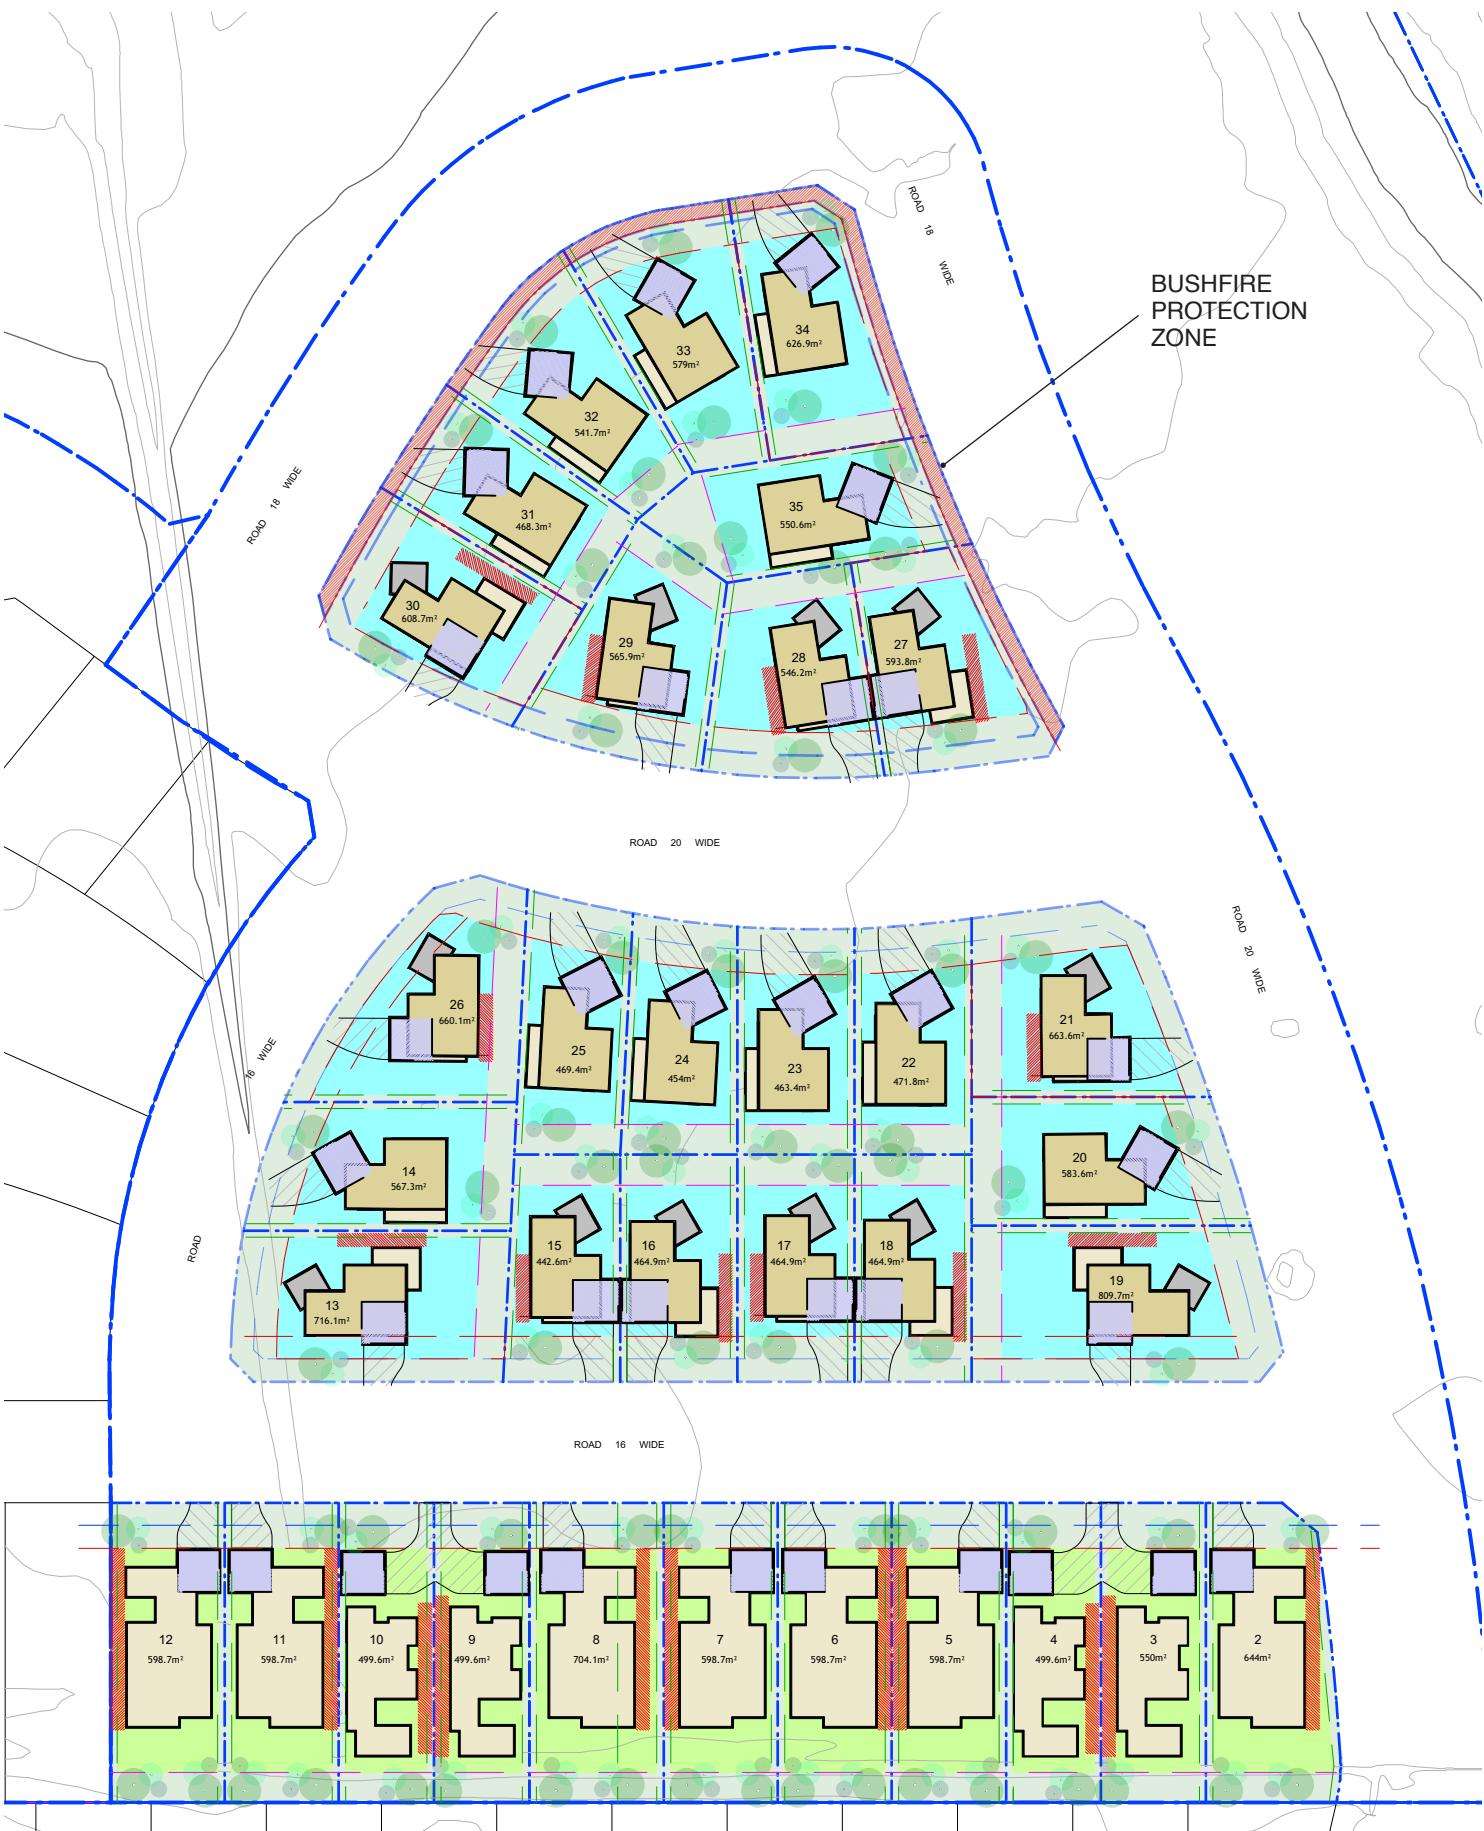 ROAD 18 WIDE
BUSHFIRE
PROTECTION
ZONE
34
626.9m²
33
579m²
32
541.7m²
ROAD 18 WIDE
31
468.3m²
35
550.6m²
30
608.7m²
29
565.9m²
28
546.2m²
27
593.8m²
ROAD 20 WIDE
ROAD 20 WIDE
26
660.1m²
25
469.4m²
24
454m²
23
463.4m²
22
471.8m²
21
663.6m²
ROAD 16 WIDE
14
567.3m²
20
583.6m²
15
442.6m²
16
464.9m²
17
464.9m²
18
464.9m²
13
716.1m²
19
809.7m²
ROAD 16 WIDE
12
598.7m²
11
598.7m²
10
499.6m²
9
499.6m²
8
704.1m²
7
598.7m²
6
598.7m²
5
598.7m²
4
499.6m²
3
550m²
2
644m²